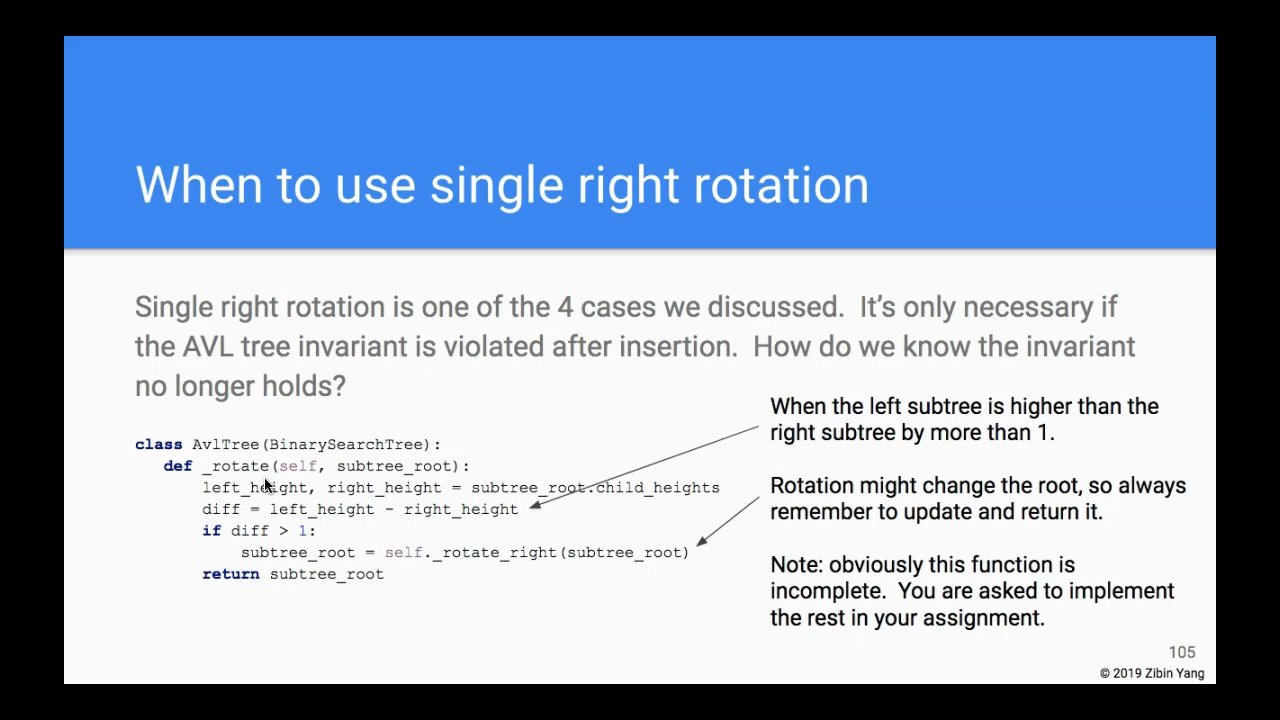 When to use single right rotation
Single right rotation is one of the 4 cases we discussed.  It's only necessary if
the AVL tree invariant is violated after insertion.  How do we know the invariant
no longer holds?
class AvlTree(BinarySearchTree):
    def _rotate(self, subtree_root):
        left_height, right_height = subtree_root.child_heights
        diff = left_height - right_height
        if diff > 1:
            subtree_root = self._rotate_right(subtree_root)
        return subtree_root
When the left subtree is higher than the
right subtree by more than 1.
Rotation might change the root, so always
remember to update and return it.
Note: obviously this function is
incomplete.  You are asked to implement
the rest in your assignment.
105
© 2019 Zibin Yang